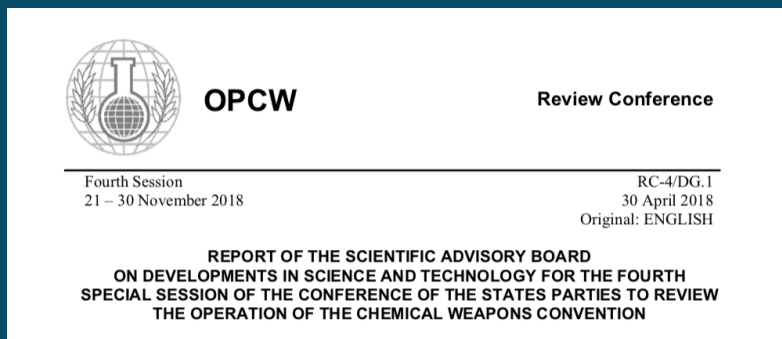 OPCW
Review Conference
Fourth Session
21 – 30 November 2018
RC-4/DG.1
30 April 2018
Original: ENGLISH
REPORT OF THE SCIENTIFIC ADVISORY BOARD
ON DEVELOPMENTS IN SCIENCE AND TECHNOLOGY FOR THE FOURTH
SPECIAL SESSION OF THE CONFERENCE OF THE STATES PARTIES TO REVIEW
THE OPERATION OF THE CHEMICAL WEAPONS CONVENTION